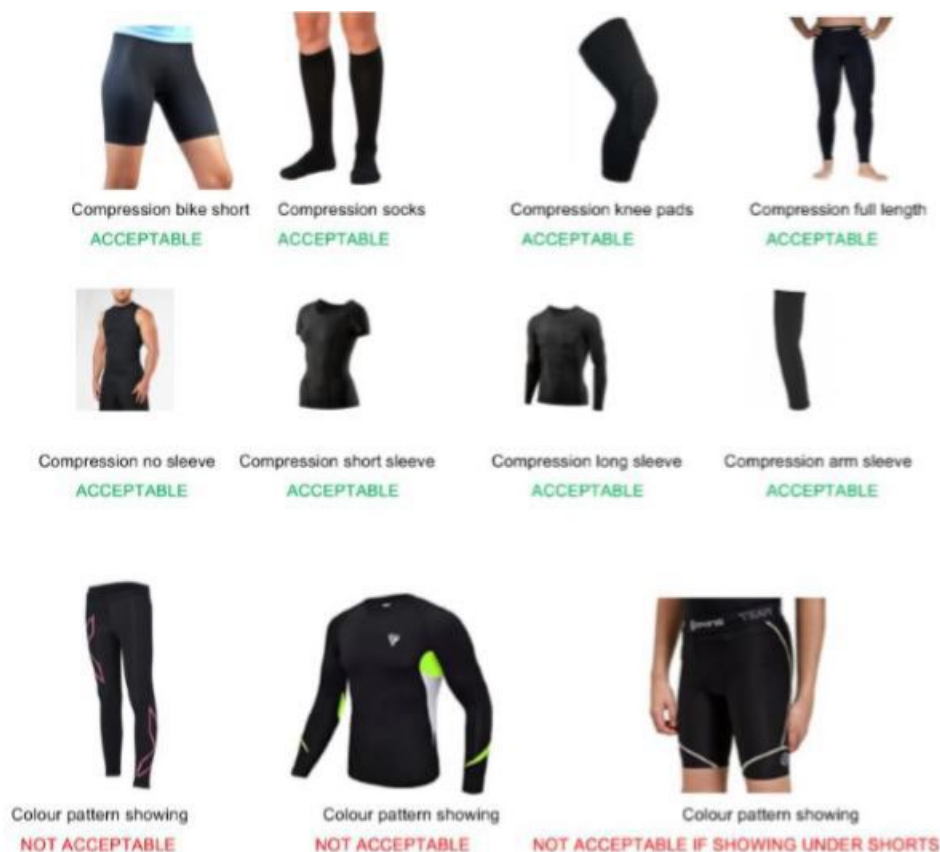 Compression bike short
ACCEPTABLE
Compression socks
ACCEPTABLE
Compression knee pads
ACCEPTABLE
Compression full length
ACCEPTABLE
Compression no sleeve
ACCEPTABLE
Compression short sleeve
ACCEPTABLE
Compression long sleeve
ACCEPTABLE
Compression arm sleeve
ACCEPTABLE
TEAM
Colour pattern showing
NOT ACCEPTABLE
Colour pattern showing
NOT ACCEPTABLE
Colour pattern showing
NOT ACCEPTABLE IF SHOWING UNDER SHORTS